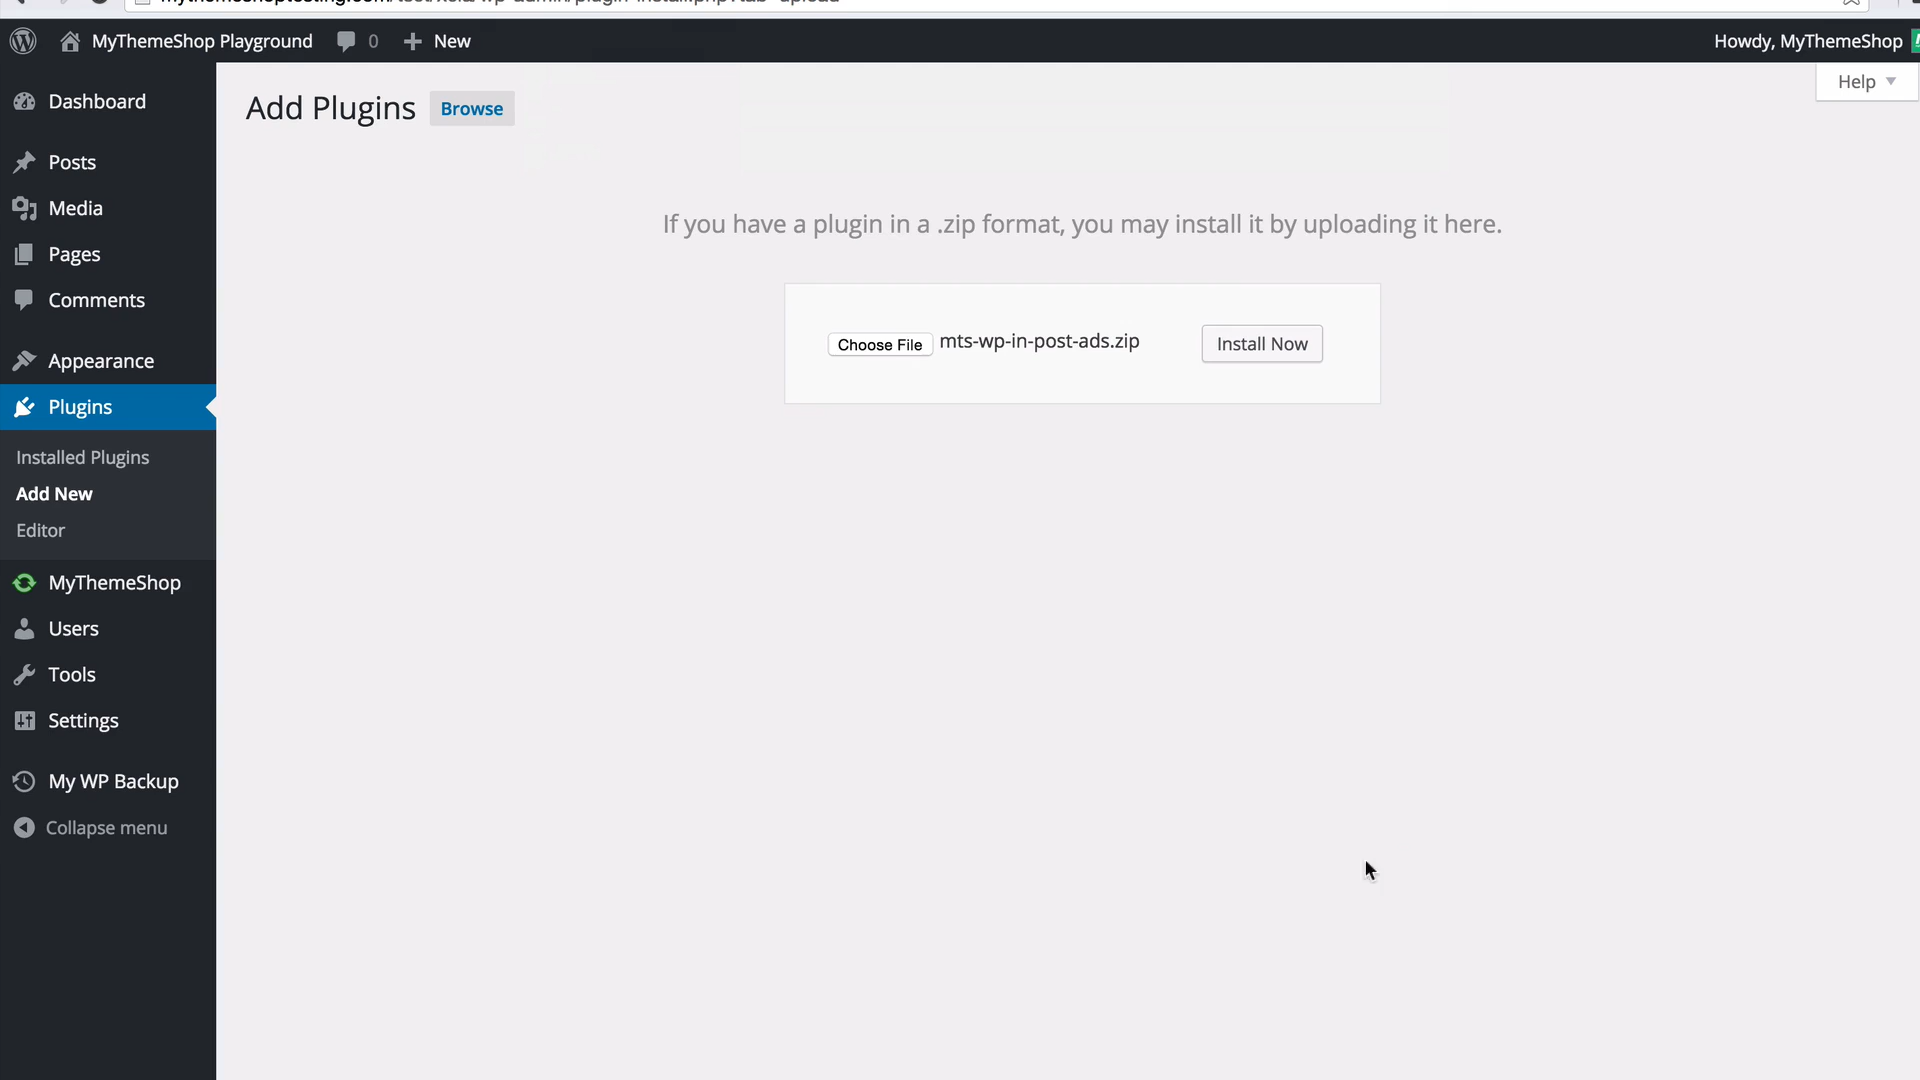 MyThemeShop Playground 0 New
Howdy, MyThemeShop
Help
Dashboard
Posts
Media
Pages
Comments
Appearance
Plugins
Installed Plugins
Add New
Editor
MyThemeShop
Users
Tools
Settings
My WP Backup
Collapse menu
Add Plugins Browse
If you have a plugin in a .zip format, you may install it by uploading it here.
Choose File mts-wp-in-post-ads.zip Install Now